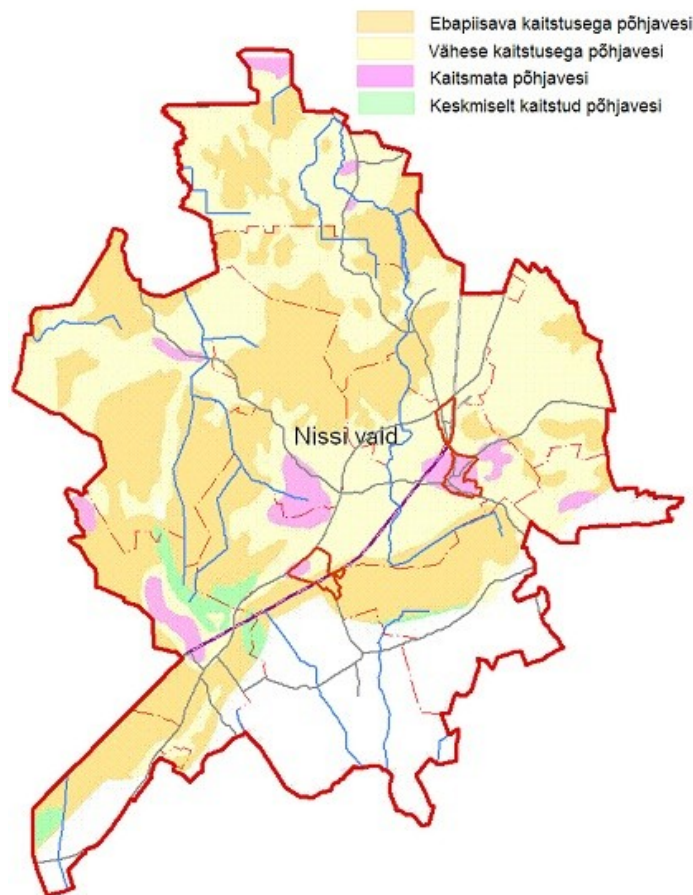 Ebapiisava kaitstusega põhjavesi
Vähese kaitstusega põhjavesi
Kaitsmata põhjavesi
Keskmiselt kaitstud põhjavesi
Nissi vald